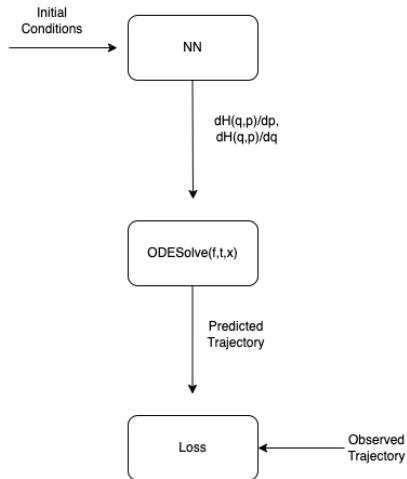 Initial
Conditions
NN
dH(q,p)/dp,
dH(q,p)/dq
ODESolve(f,t,x)
Predicted
Trajectory
Loss
Observed
Trajectory